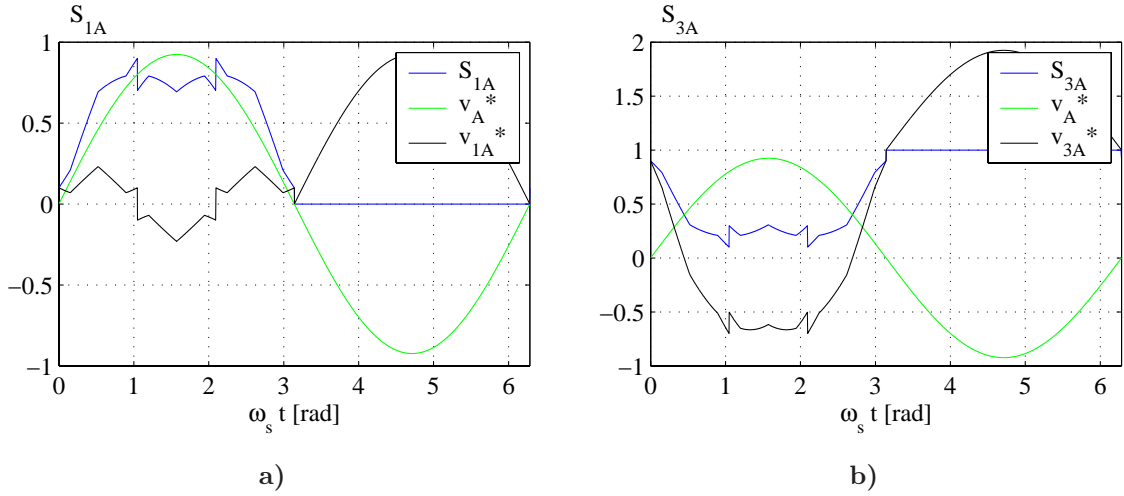 S1A
1
0.5
0
−0.5
−1
0 1 2 3 4 5 6
ωs t [rad]
S1A
vA*
v1A*
a)
S3A
2
1.5
1
0.5
0
−0.5
−1
0 1 2 3 4 5 6
ωs t [rad]
S3A
vA*
v3A*
b)